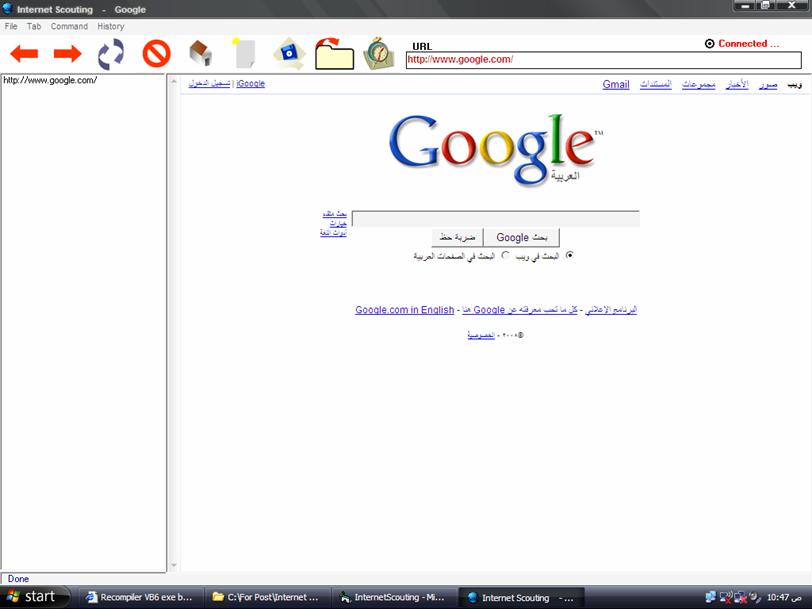 Internet Scouting - Google
File Tab Command History
URL
Connected ...
http://www.google.com/
http://www.google.com/
تسجيل الدخول | iGoogle
ويب صور الأخبار مجموعات المستندات Gmail
Google™
العربية
بحث متقدم
خيارات
أدوات اللغة
بحث Google ضربة حظ
البحث في ويب البحث في الصفحات العربية
البرنامج الإعلاني - كل ما تحب معرفته عن Google هنا - Google.com in English
©٢٠٠٨ - الخصوصية
Done
start Recompiler VB6 exe b... C:\For Post\Internet ... InternetScouting - Mi... Internet Scouting - ... 10:47 ص